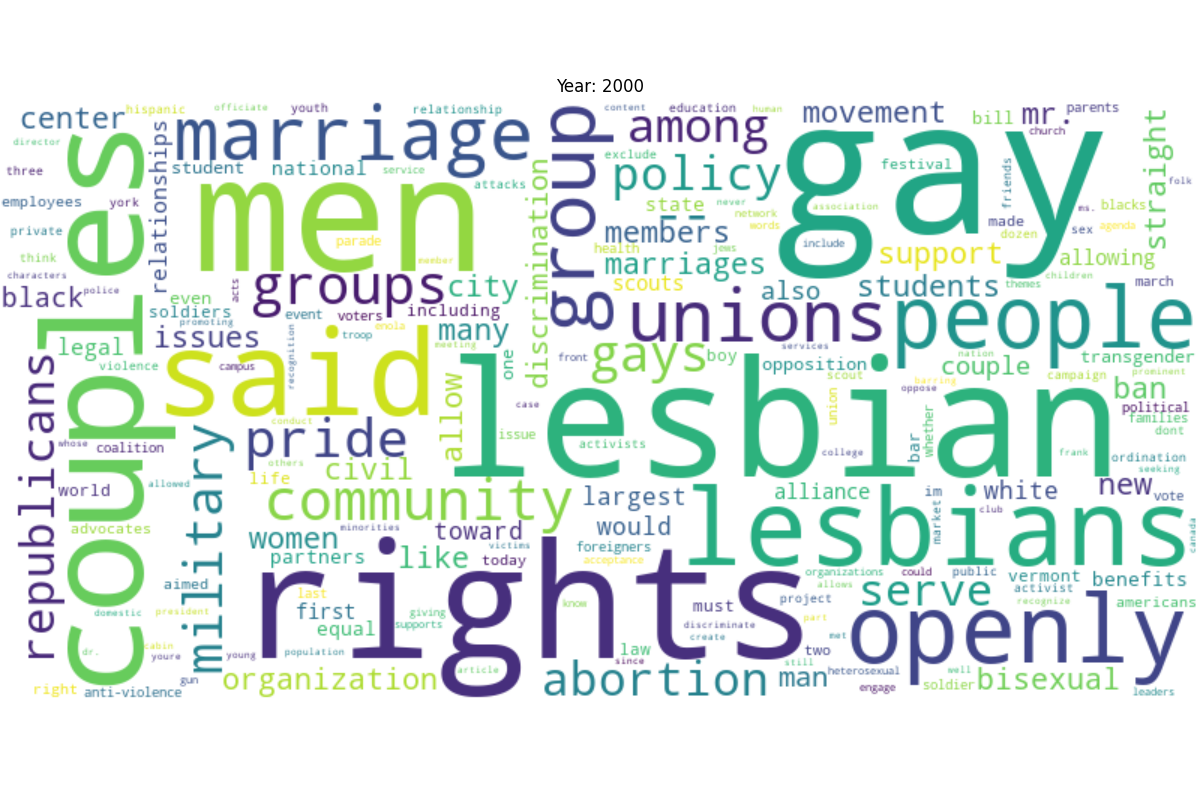 Year: 2000
center
hispanic
officiate
youth
relationship
content
education
human
movement
bill
mr.
parents
church
director
couples
relationships
marriage
group
among
gay
straight
three
student
national
service
attacks
exclude
policy
festival
friends
folk
employees
york
men
discrimination
state
never
network
words
association
ms.
blacks
made
dozen
sex
agenda
private
think
parade
member
members
health
jews
include
support
allowing
characters
police
black
groups
city
marriages
scouts
also
students
themes
children
march
even
soldiers
promoting
acts
event
voters
including
troop
enola
many
meeting
unions
people
issues
recognition
legal
violence
campus
said
one
front
gays
boy
services
opposition
nation
couple
transgender
prominent
republicans
allow
case
lesbian
scout
union
oppose
barring
campaign
ban
political
families
dont
whose
coalition
military
conduct
pride
others
issue
activists
college
bar
whether
frank
ordination
seeking
world
allowed
life
civil
community
largest
alliance
im
white
new
vote
advocates
minorities
women
partners
toward
victims
like
today
would
foreigners
acceptance
lesbians
market
club
canada
aimed
domestic
president
last
first
equal
rights
giving
supports
know
must
discriminate
create
organizations
allows
could
public
project
part
serve
vermont
activist
recognize
benefits
americans
dr.
cabin
youre
young
population
law
since
two
met
still
openly
right
anti-violence
gun
organization
article
abortion
man
heterosexual
engage
well
soldier
bisexual
leaders